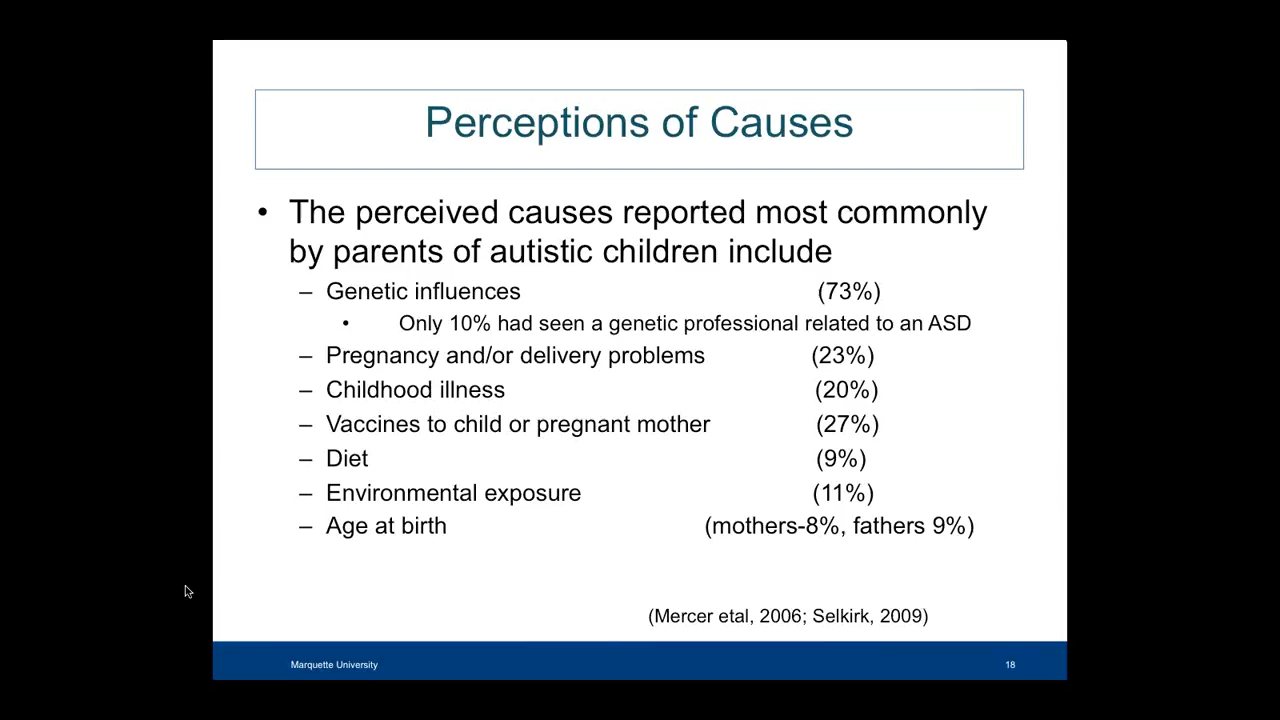 Perceptions of Causes
• The perceived causes reported most commonly
by parents of autistic children include
– Genetic influences (73%)
• Only 10% had seen a genetic professional related to an ASD
– Pregnancy and/or delivery problems (23%)
– Childhood illness (20%)
– Vaccines to child or pregnant mother (27%)
– Diet (9%)
– Environmental exposure (11%)
– Age at birth (mothers-8%, fathers 9%)
(Mercer etal, 2006; Selkirk, 2009)
Marquette University 18